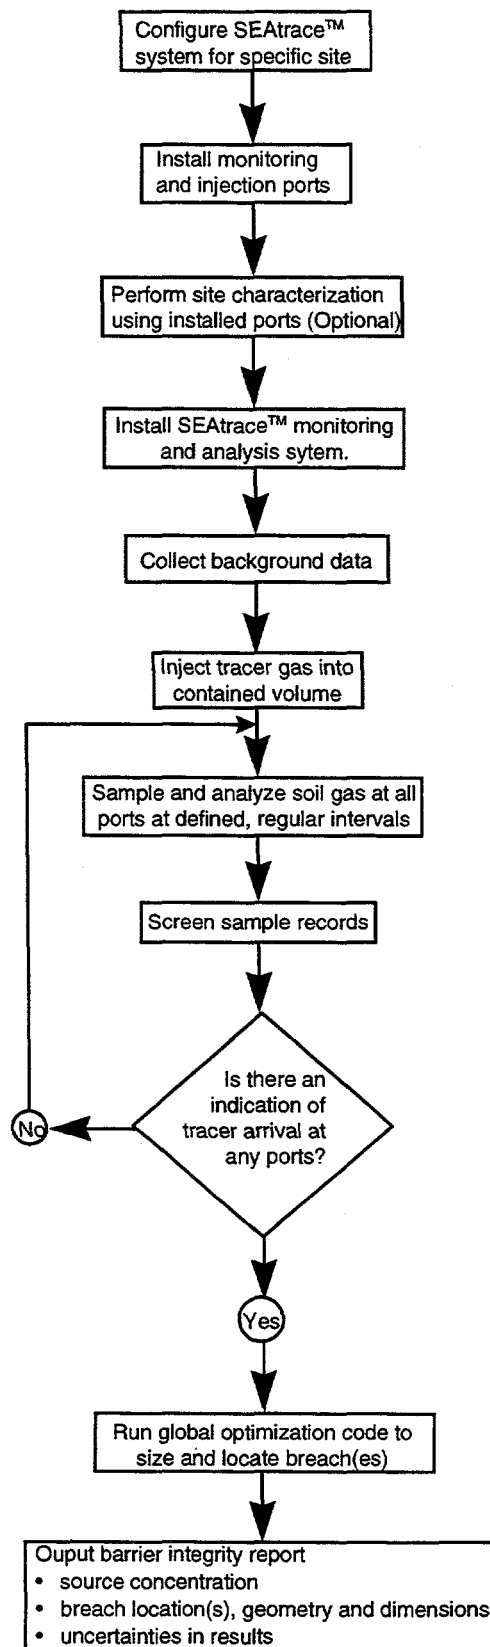 Configure SEAtrace™
system for specific site
Install monitoring
and injection ports
Perform site characterization
using installed ports (Optional)
Install SEAtrace™ monitoring
and analysis sytem.
Collect background data
Inject tracer gas into
contained volume
Sample and analyze soil gas at all
ports at defined, regular intervals
Screen sample records
Is there an
indication of
tracer arrival at
any ports?
No
Yes
Run global optimization code to
size and locate breach(es)
Ouput barrier integrity report
• source concentration
• breach location(s), geometry and dimensions
• uncertainties in results